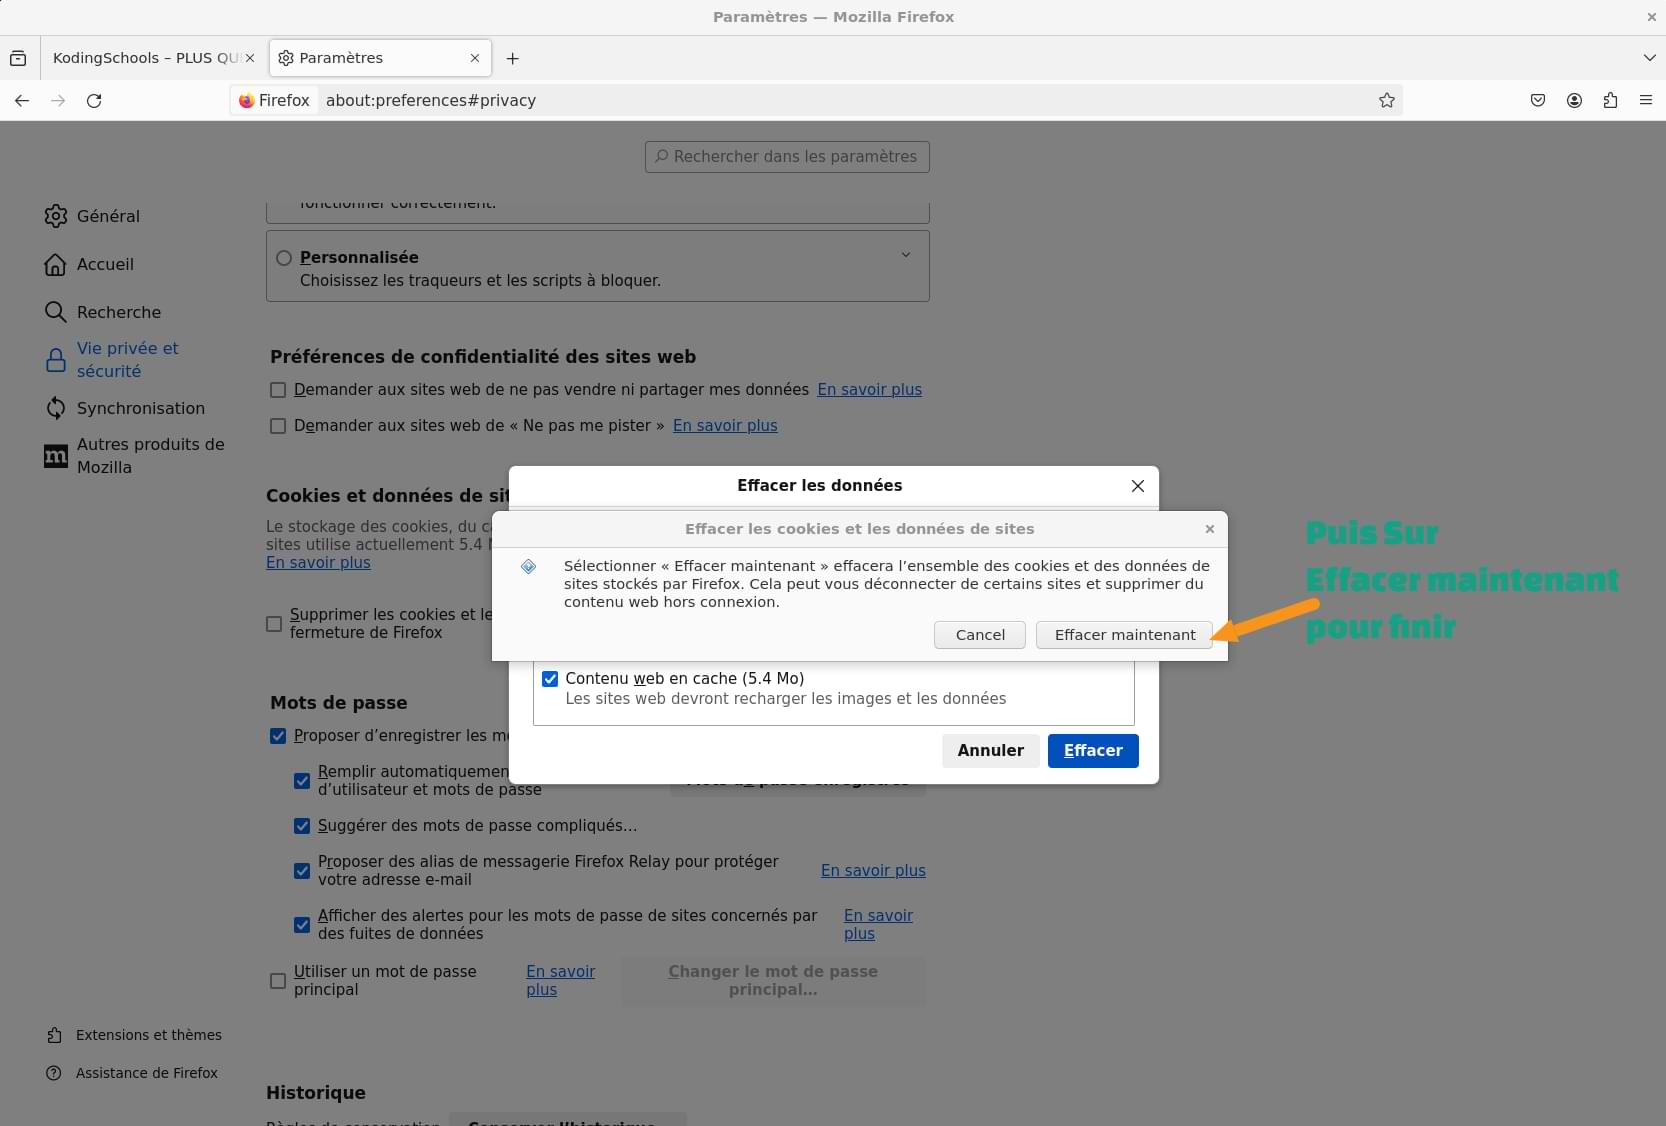 Paramètres — Mozilla Firefox
KodingSchools – PLUS QU
Paramètres
Firefox
about:preferences#privacy
Rechercher dans les paramètres
fonctionner correctement.
Général
Accueil
Recherche
Vie privée et
sécurité
Synchronisation
Autres produits de
Mozilla
Extensions et thèmes
Assistance de Firefox
Personnalisée
Choisissez les traqueurs et les scripts à bloquer.
Préférences de confidentialité des sites web
Demander aux sites web de ne pas vendre ni partager mes données En savoir plus
Demander aux sites web de « Ne pas me pister » En savoir plus
Cookies et données de sit
Le stockage des cookies, du c
sites utilise actuellement 5.4 M
En savoir plus
Supprimer les cookies et le
fermeture de Firefox
Effacer les données
Effacer les cookies et les données de sites
Sélectionner « Effacer maintenant » effacera l’ensemble des cookies et des données de
sites stockés par Firefox. Cela peut vous déconnecter de certains sites et supprimer du
contenu web hors connexion.
Cancel Effacer maintenant
Contenu web en cache (5.4 Mo)
Les sites web devront recharger les images et les données
Annuler Effacer
Puis Sur
Effacer maintenant
pour finir
Mots de passe
Proposer d’enregistrer les m
Remplir automatiquemen
d’utilisateur et mots de passe
Suggérer des mots de passe compliqués…
Proposer des alias de messagerie Firefox Relay pour protéger
votre adresse e-mail
En savoir plus
Afficher des alertes pour les mots de passe de sites concernés par
des fuites de données
En savoir
plus
Utiliser un mot de passe
principal
En savoir
plus
Changer le mot de passe
principal…
Historique
Règles de conservation Conserver l’historique